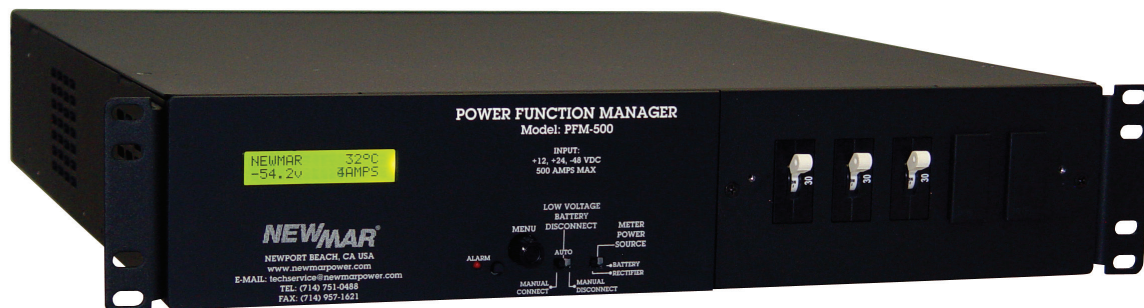 POWER FUNCTION MANAGER
Model: PFM-500
INPUT:
+12, +24, -48 VDC
500 AMPS MAX
NEWMAR 32°C
-54.2v 4AMPS
NEWMAR®
NEWPORT BEACH, CA USA
www.newmarpower.com
E-MAIL: techservice@newmarpower.com
TEL: (714) 751-0488
FAX: (714) 957-1621
ALARM
MENU
LOW VOLTAGE
BATTERY
DISCONNECT
AUTO
MANUAL
CONNECT
MANUAL
DISCONNECT
METER
POWER
SOURCE
BATTERY
RECTIFIER
30
30
30